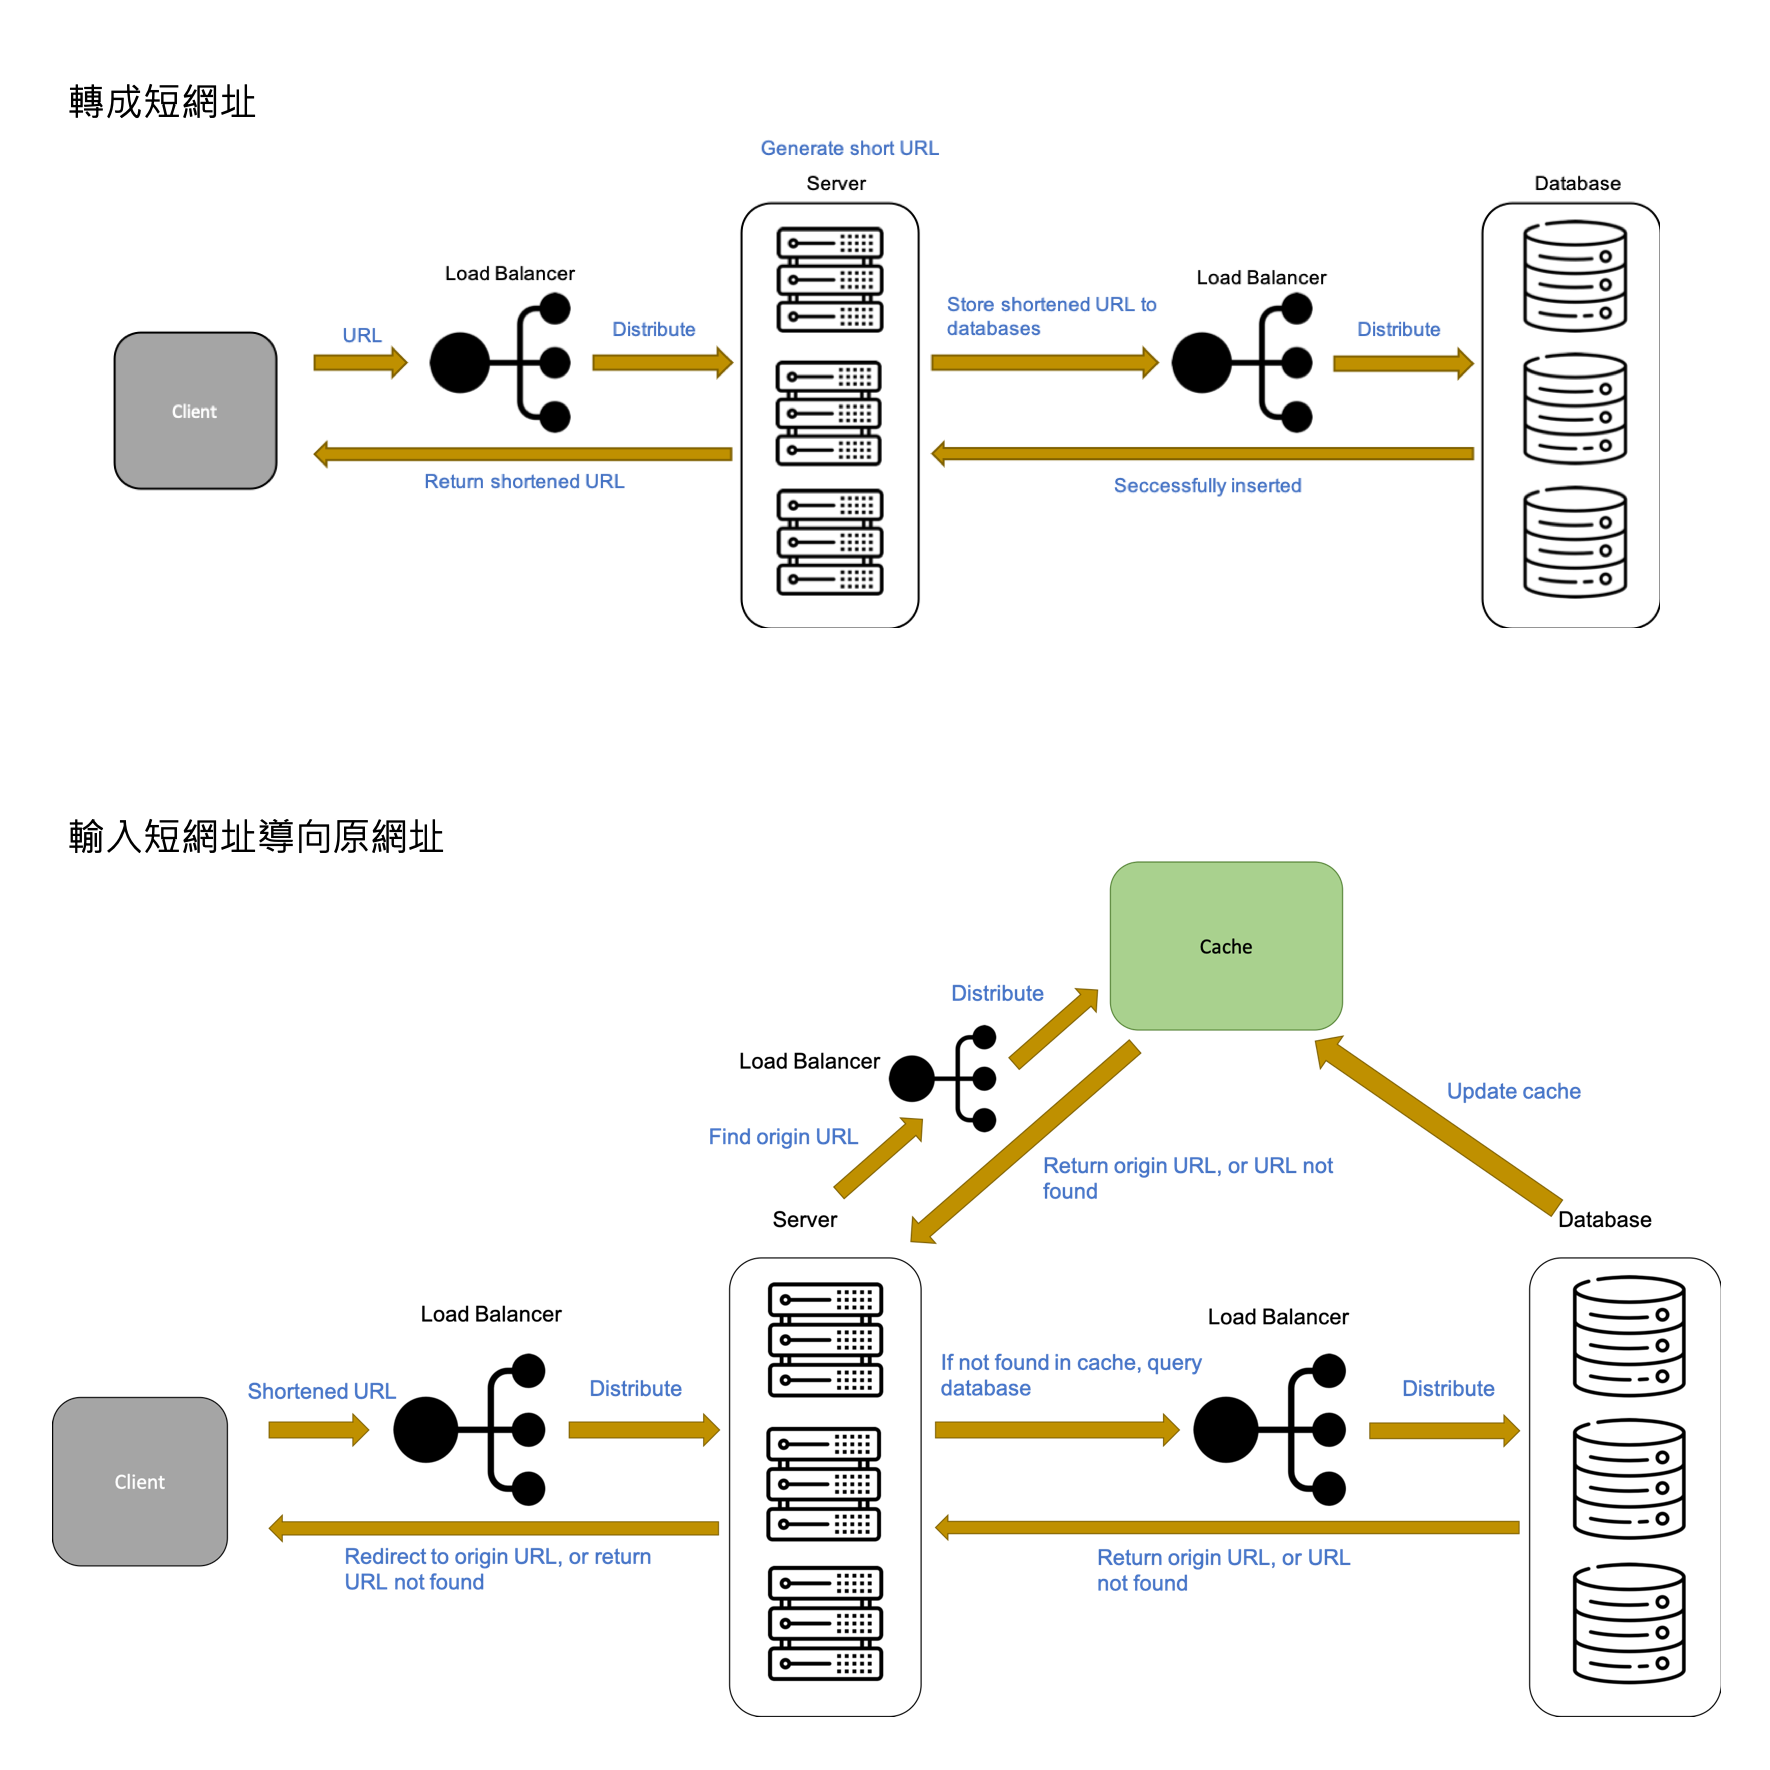 轉成短網址
Generate short URL
Server
Database
Load Balancer
Load Balancer
URL
Distribute
Store shortened URL to
databases
Distribute
Client
Return shortened URL
Seccessfully inserted
輸入短網址導向原網址
Cache
Distribute
Load Balancer
Update cache
Find origin URL
Return origin URL, or URL not
found
Server
Database
Load Balancer
Load Balancer
Shortened URL
Distribute
If not found in cache, query
database
Distribute
Client
Redirect to origin URL, or return
URL not found
Return origin URL, or URL
not found